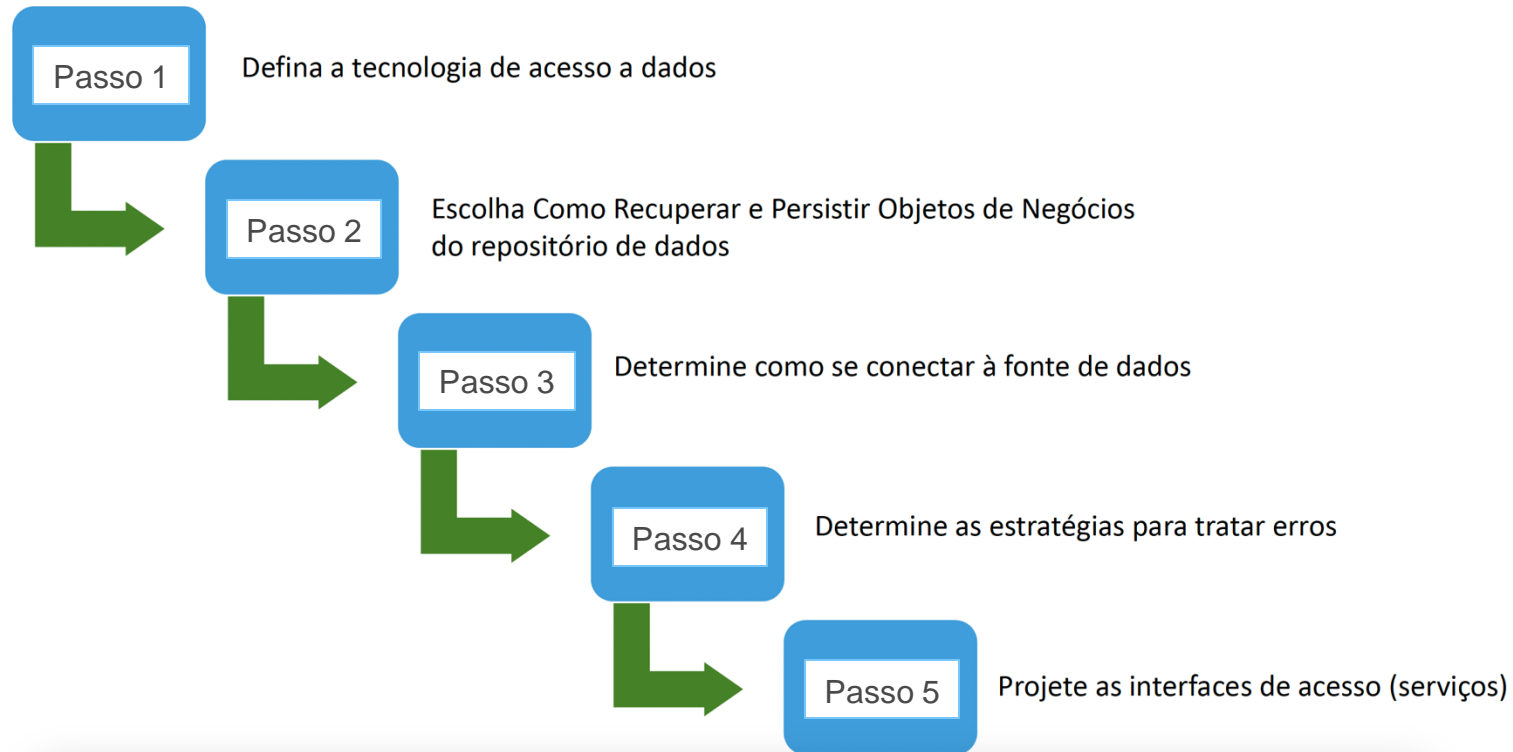 Passo 1
Defina a tecnologia de acesso a dados
Passo 2
Escolha Como Recuperar e Persistir Objetos de Negócios
do repositório de dados
Passo 3
Determine como se conectar à fonte de dados
Passo 4
Determine as estratégias para tratar erros
Passo 5
Projete as interfaces de acesso (serviços)